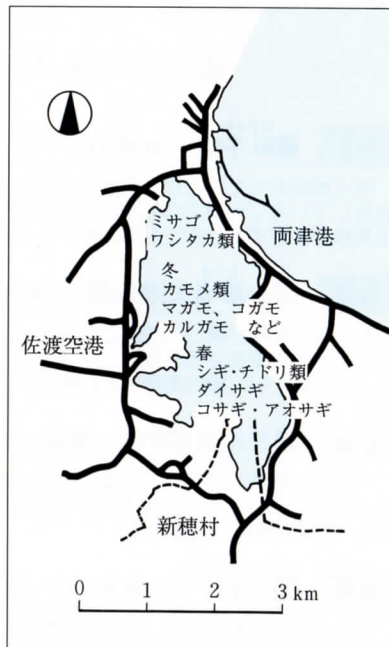 ミサゴ
ワシタカ類
両津港
冬
カモメ類
マガモ、コガモ
カルガモ など
佐渡空港
春
シギ・チドリ類
ダイサギ
コサギ・アオサギ
新穂村
0 1 2 3 km